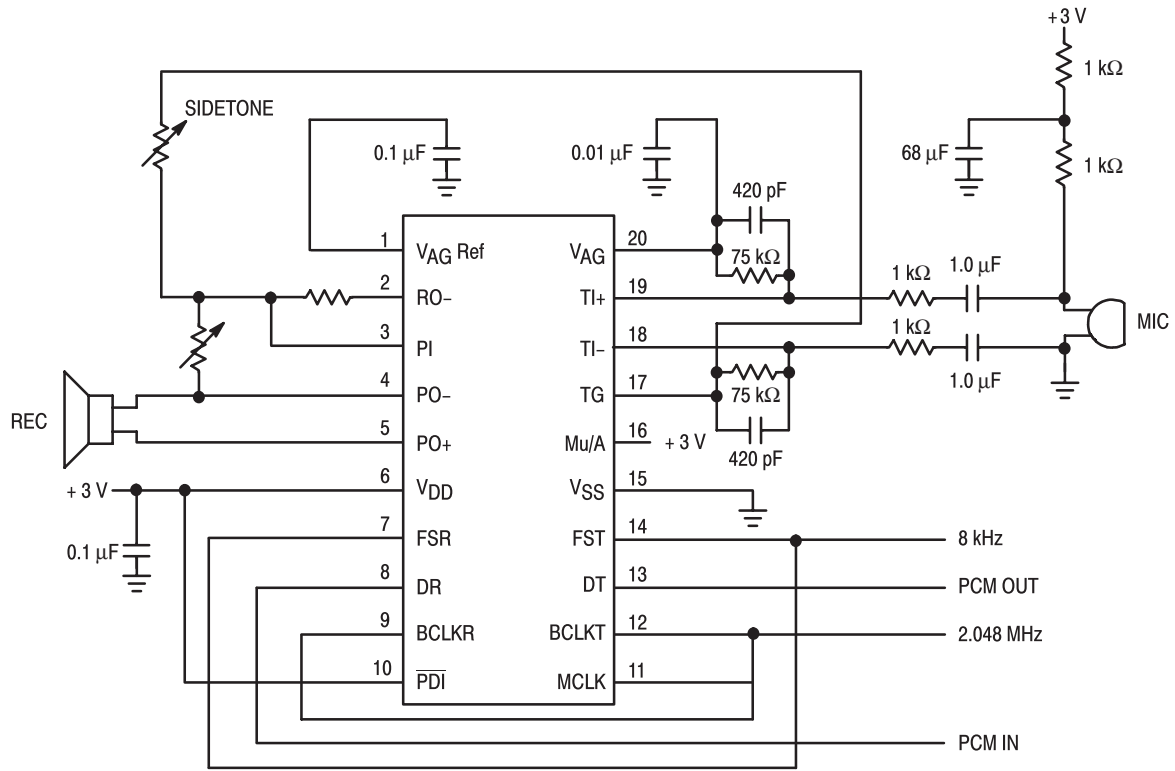 + 3 V
1 kΩ
SIDETONE
0.1 μF
0.01 μF
68 μF
1 kΩ
420 pF
1
VAG Ref
VAG
20
75 kΩ
1 kΩ
1.0 μF
2
RO–
TI+
19
MIC
3
PI
TI–
18
1 kΩ
1.0 μF
4
PO–
TG
17
75 kΩ
REC
5
PO+
Mu/A
16
+ 3 V
420 pF
+ 3 V
6
VDD
VSS
15
7
FSR
FST
14
8 kHz
0.1 μF
8
DR
DT
13
PCM OUT
9
BCLKR
BCLKT
12
2.048 MHz
10
PDI
MCLK
11
PCM IN